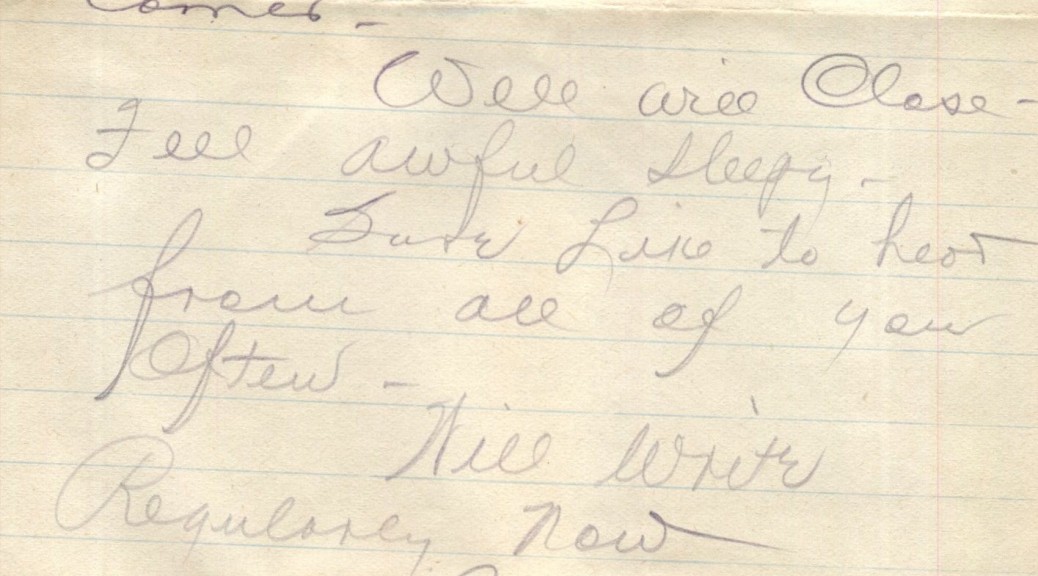 Well will Close -
Feel awful sleepy -
Sure Like to hear
from all of you
Often -
Will Write
Regularly Now